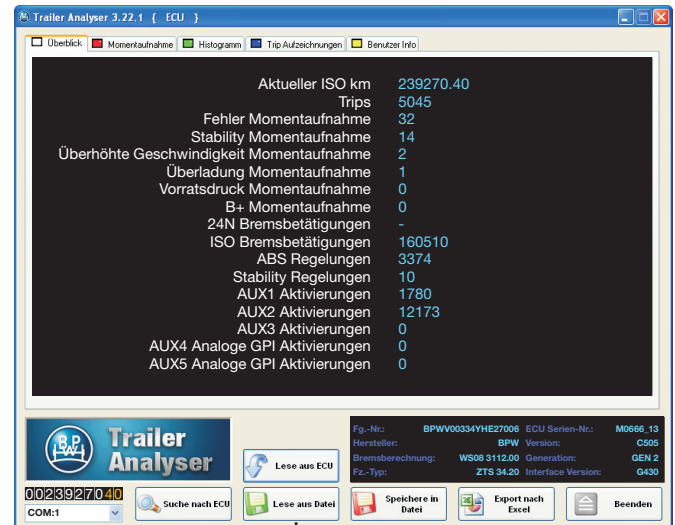 Trailer Analyser 3.22.1 { ECU }
Überblick Momentaufnahme Histogramm Trip Aufzeichnungen Benutzer Info
Aktueller ISO km 239270.40
Trips 5045
Fehler Momentaufnahme 32
Stability Momentaufnahme 14
Überhöhte Geschwindigkeit Momentaufnahme 2
Überladung Momentaufnahme 1
Vorratsdruck Momentaufnahme 0
B+ Momentaufnahme 0
24N Bremsbetätigungen -
ISO Bremsbetätigungen 160510
ABS Regelungen 3374
Stability Regelungen 10
AUX1 Aktivierungen 1780
AUX2 Aktivierungen 12173
AUX3 Aktivierungen 0
AUX4 Analoge GPI Aktivierungen 0
AUX5 Analoge GPI Aktivierungen 0
BPW
Trailer
Analyser
Lese aus ECU
Fg.-Nr.: BPWV00334YHE27006 ECU Serien-Nr.: M0666_13
Hersteller: BPW Version: C505
Bremsberechnung: WS08 3112.00 Generation: GEN 2
Fz.-Typ: ZTS 34.20 Interface Version: G430
0023927040
COM:1
Suche nach ECU
Lese aus Datei
Speichere in
Datei
Export nach
Excel
Beenden